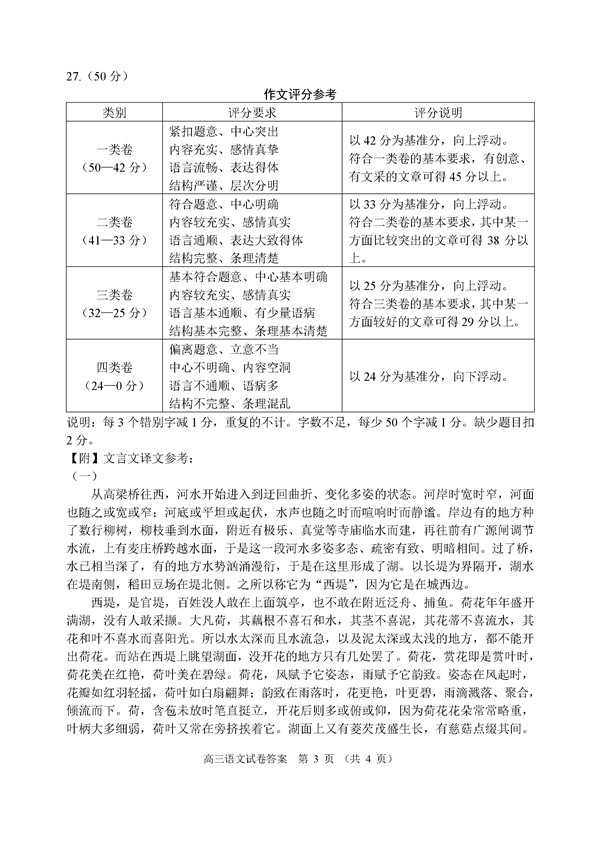 27.（50 分）
作文评分参考
类别 评分要求 评分说明
一类卷
（50—42 分）
紧扣题意、中心突出
内容充实、感情真挚
语言流畅、表达得体
结构严谨、层次分明
以 42 分为基准分，向上浮动。
符合一类卷的基本要求，有创意、
有文采的文章可得 45 分以上。
二类卷
（41—33 分）
符合题意、中心明确
内容较充实、感情真实
语言通顺、表达大致得体
结构完整、条理清楚
以 33 分为基准分，向上浮动。
符合二类卷的基本要求，其中某一
方面比较突出的文章可得 38 分以
上。
三类卷
（32—25 分）
基本符合题意、中心基本明确
内容较充实、感情真实
语言基本通顺、有少量语病
结构基本完整、条理基本清楚
以 25 分为基准分，向上浮动。
符合三类卷的基本要求，其中某一
方面较好的文章可得 29 分以上。
四类卷
（24—0 分）
偏离题意、立意不当
中心不明确、内容空洞
语言不通顺、语病多
结构不完整、条理混乱
以 24 分为基准分，向下浮动。
说明：每 3 个错别字减 1 分，重复的不计。字数不足，每少 50 个字减 1 分。缺少题目扣
2 分。
【附】文言文译文参考：
（一）
从高梁桥往西，河水开始进入到迂回曲折、变化多姿的状态。河岸时宽时窄，河面
也随之或宽或窄；河底或平坦或起伏，水声也随之时而喧响时而静谧。岸边有的地方种
了数行柳树，柳枝垂到水面，附近有极乐、真觉等寺庙临水而建，再往前有广源闸调节
水流，上有麦庄桥跨越水面，于是这一段河水多姿多态、疏密有致、明暗相间。过了桥，
水已相当深了，有的地方水势汹涌漫衍，于是在这里形成了湖。以长堤为界隔开，湖水
在堤南侧，稻田豆场在堤北侧。之所以称它为“西堤”，因为它是在城西边。
西堤，是官堤，百姓没人敢在上面筑亭，也不敢在附近泛舟、捕鱼。荷花年年盛开
满湖，没有人敢采撷。大凡荷，其藕根不喜石和水，其茎不喜泥，其花蒂不喜流水，其
花和叶不喜水而喜阳光。所以水太深而且水流急，以及泥太深或太浅的地方，都不能开
出荷花。而站在西堤上眺望湖面，没开花的地方只有几处罢了。荷花，赏花即是赏叶时，
荷花美在红艳，荷叶美在碧绿。荷花，风赋予它姿态，雨赋予它韵致。姿态在风起时，
花瓣如红羽轻摇，荷叶如白扇翩舞；韵致在雨落时，花更艳，叶更碧，雨滴溅落、聚合，
倾流而下。荷，含苞未放时笔直挺立，开花后则多或俯或仰，因为荷花花朵常常略重，
叶柄大多细弱，荷叶又常在旁挤挨着它。湖面上又有菱芡茂盛生长，有慈菇点缀其间。
高三语文试卷答案 第 3 页 （共 4 页）